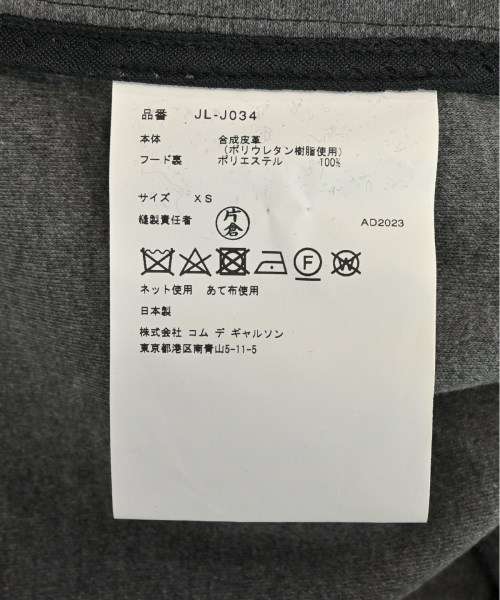 品番 JL-J034
本体 合成皮革
(ポリウレタン樹脂使用)
フード裏 ポリエステル 100%
サイズ XS
縫製責任者 片倉 AD2023
F W
ネット使用 あて布使用
日本製
株式会社 コム デ ギャルソン
東京都港区南青山5-11-5